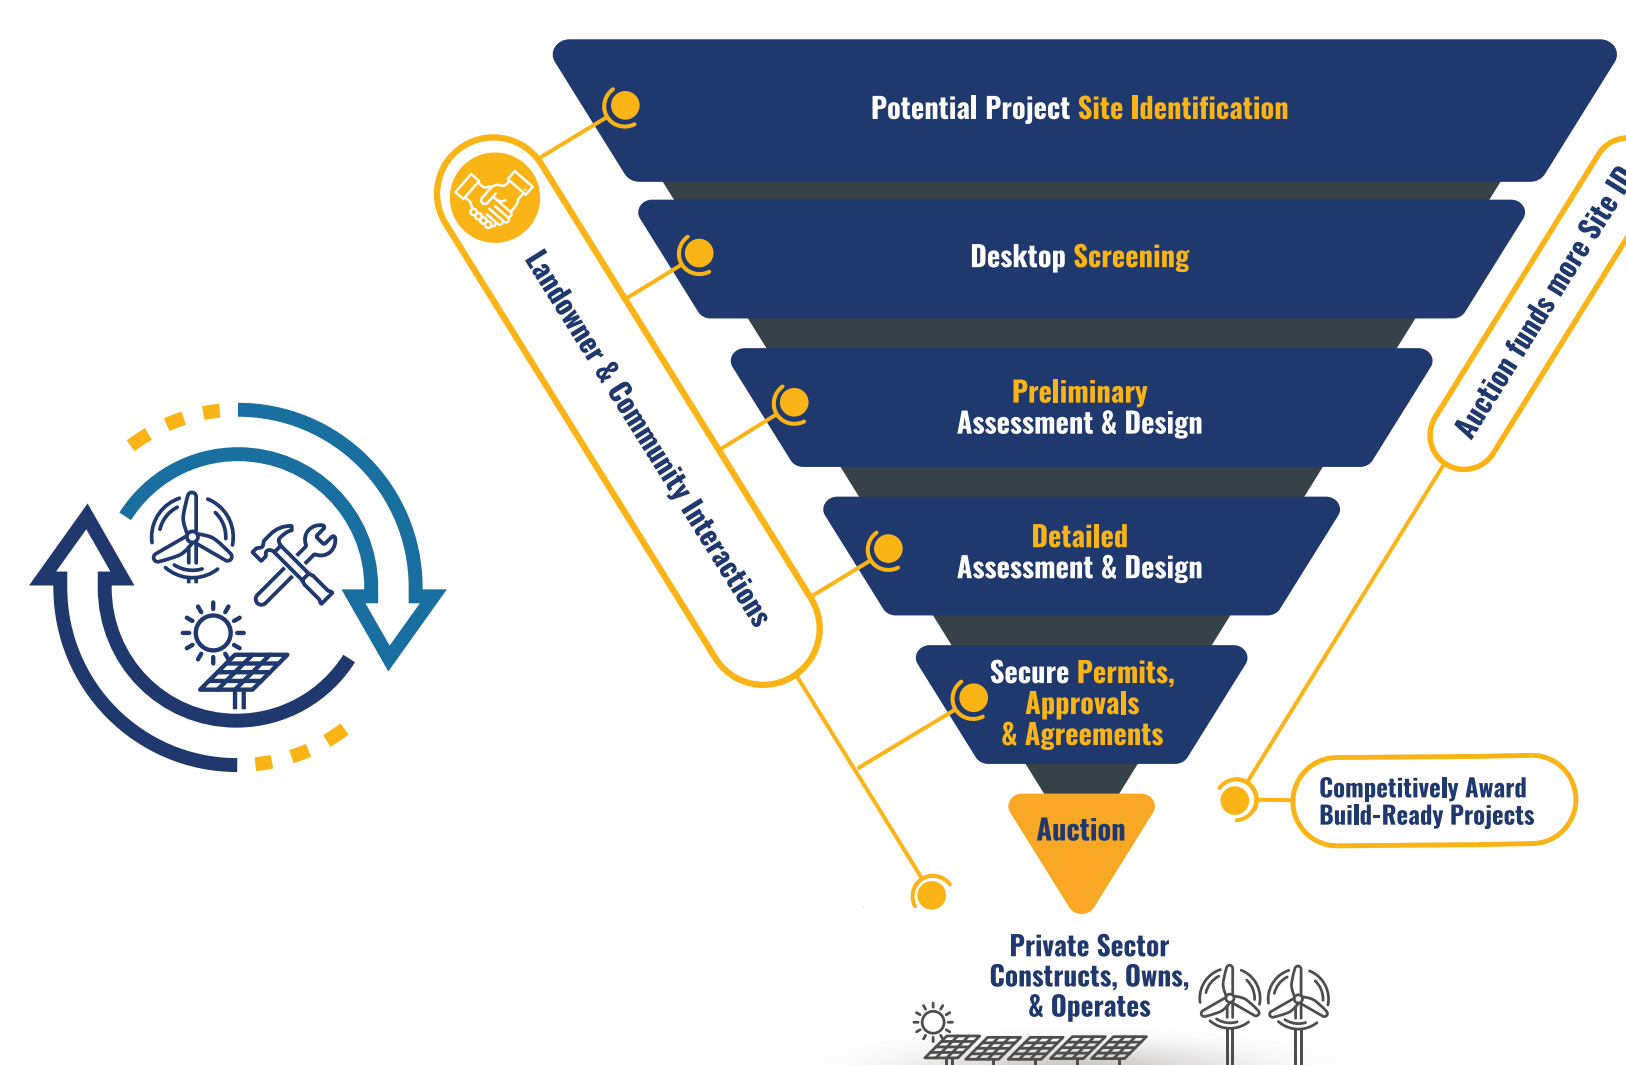 Potential Project Site Identification
Desktop Screening
Preliminary
Assessment & Design
Detailed
Assessment & Design
Secure Permits,
Approvals
& Agreements
Auction
Landowner & Community Interactions
Auction funds more Site ID
Competitively Award
Build-Ready Projects
Private Sector
Constructs, Owns,
& Operates